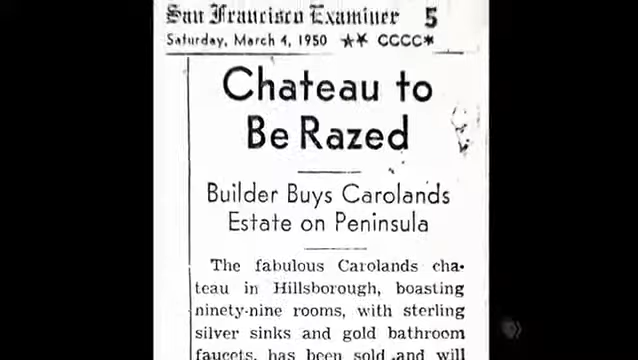 San Francisco Examiner 5
Saturday, March 4, 1950 ☆★ CCCC*
Chateau to
Be Razed
Builder Buys Carolands
Estate on Peninsula
The fabulous Carolands cha-
teau in Hillsborough, boasting
ninety-nine rooms, with sterling
silver sinks and gold bathroom
faucets, has been sold and will